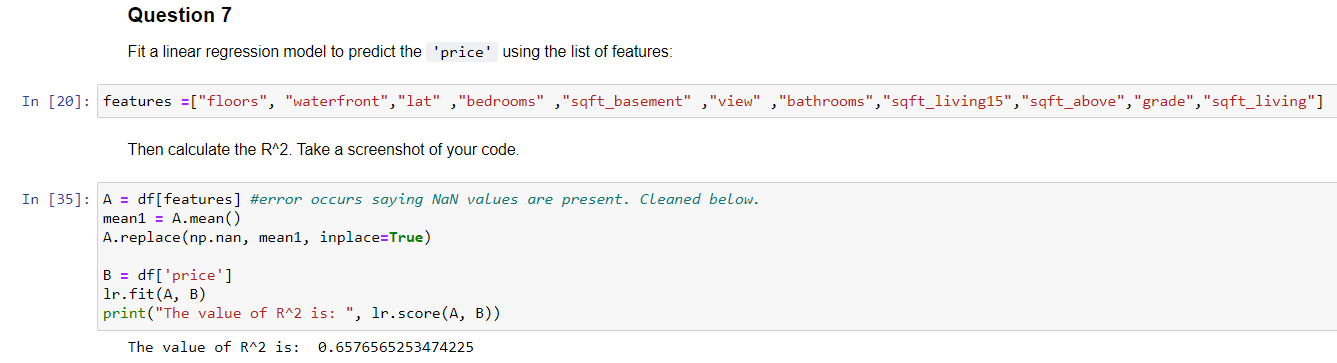 Question 7
Fit a linear regression model to predict the 'price' using the list of features:
In [20]: features =["floors", "waterfront","lat" ,"bedrooms" ,"sqft_basement" ,"view" ,"bathrooms","sqft_living15","sqft_above","grade","sqft_living"]
Then calculate the R^2. Take a screenshot of your code.
In [35]: A = df[features] #error occurs saying NaN values are present. Cleaned below.
mean1 = A.mean()
A.replace(np.nan, mean1, inplace=True)
B = df['price']
lr.fit(A, B)
print("The value of R^2 is: ", lr.score(A, B))
The value of R^2 is:  0.6576565253474225